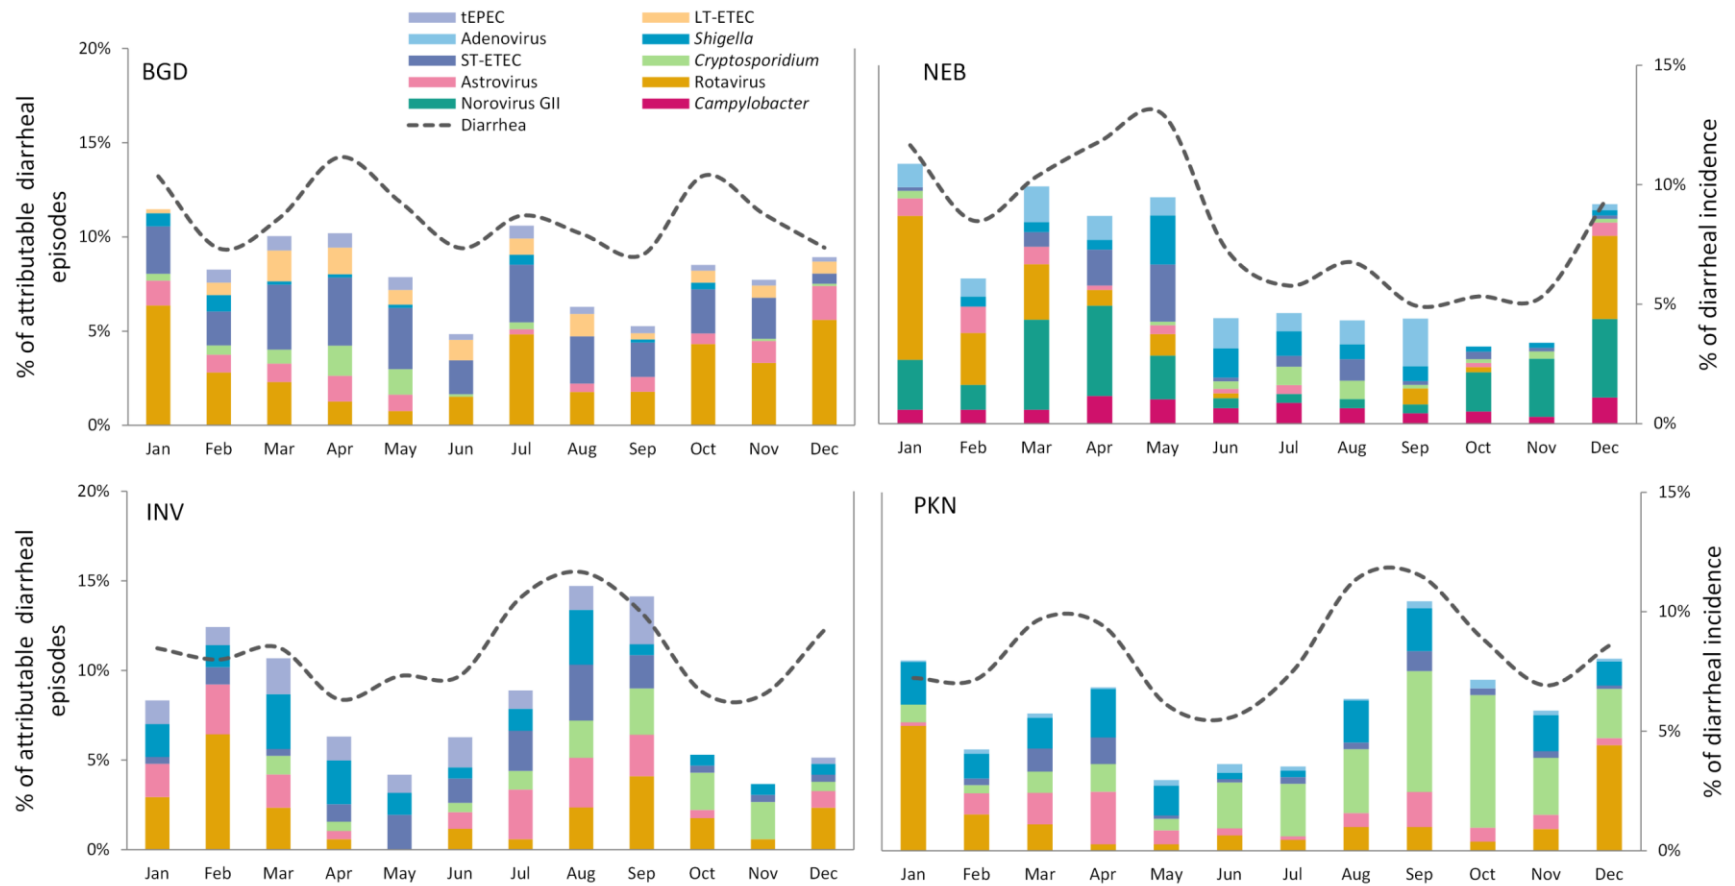 tEPEC
LT-ETEC
Adenovirus
Shigella
ST-ETEC
Cryptosporidium
Astrovirus
Rotavirus
Norovirus GII
Campylobacter
Diarrhea
BGD
20%
15%
10%
5%
0%
% of attributable diarrheal
episodes
Jan Feb Mar Apr May Jun Jul Aug Sep Oct Nov Dec
NEB
15%
10%
5%
0%
% of diarrheal incidence
Jan Feb Mar Apr May Jun Jul Aug Sep Oct Nov Dec
INV
20%
15%
10%
5%
0%
% of attributable diarrheal
episodes
Jan Feb Mar Apr May Jun Jul Aug Sep Oct Nov Dec
PKN
15%
10%
5%
0%
% of diarrheal incidence
Jan Feb Mar Apr May Jun Jul Aug Sep Oct Nov Dec